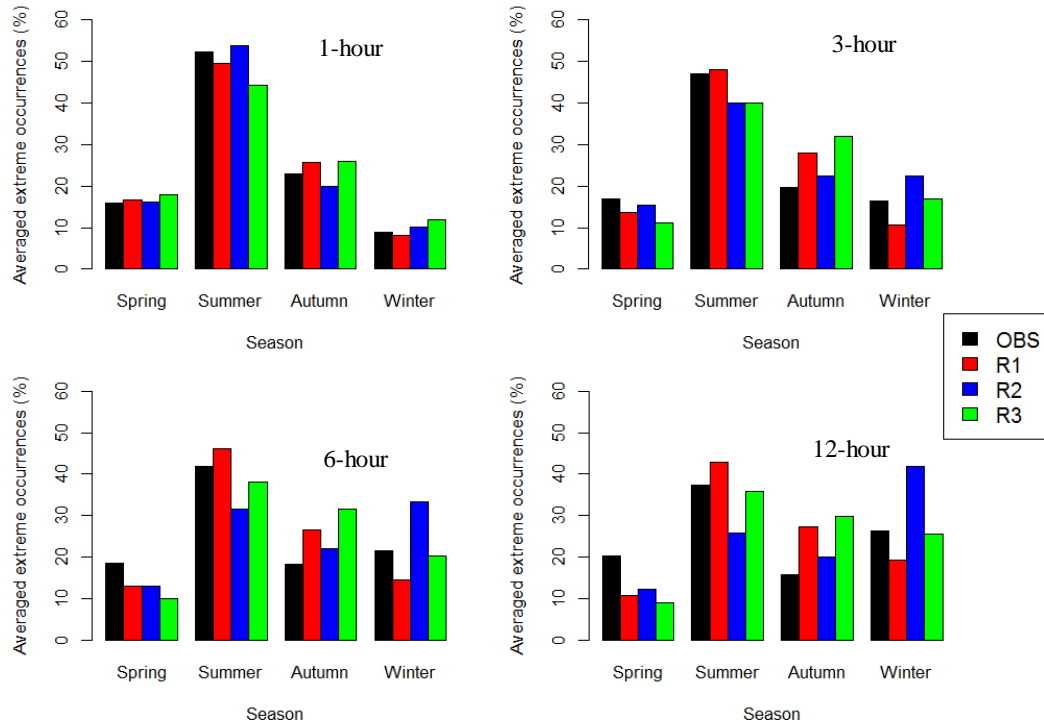 Averaged extreme occurrences (%)
0 10 20 30 40 50 60
1-hour
Spring Summer Autumn Winter
Season
Averaged extreme occurrences (%)
0 10 20 30 40 50 60
3-hour
Spring Summer Autumn Winter
Season
OBS
R1
R2
R3
Averaged extreme occurrences (%)
0 10 20 30 40 50 60
6-hour
Spring Summer Autumn Winter
Season
Averaged extreme occurrences (%)
0 10 20 30 40 50 60
12-hour
Spring Summer Autumn Winter
Season